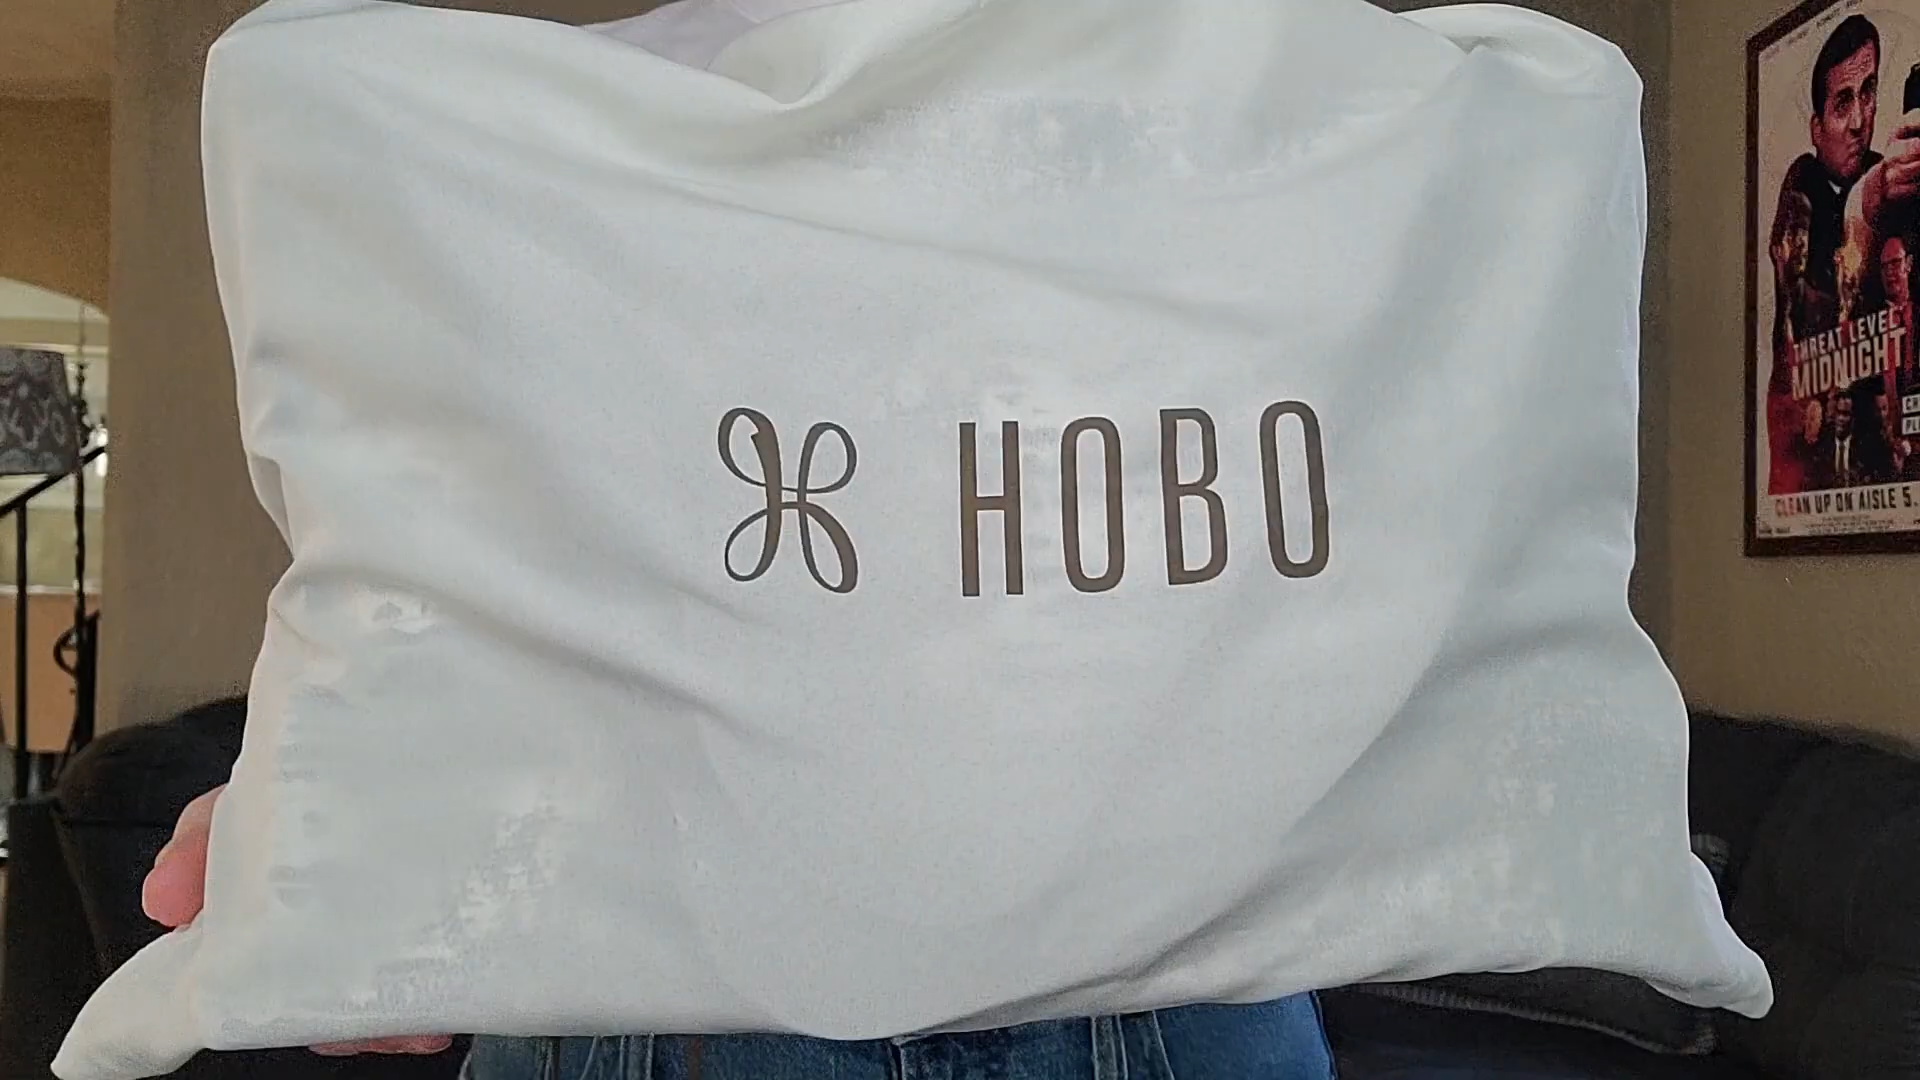 HOBO
THREAT LEVEL
MIDNIGHT
CLEAN UP ON AISLE 5.